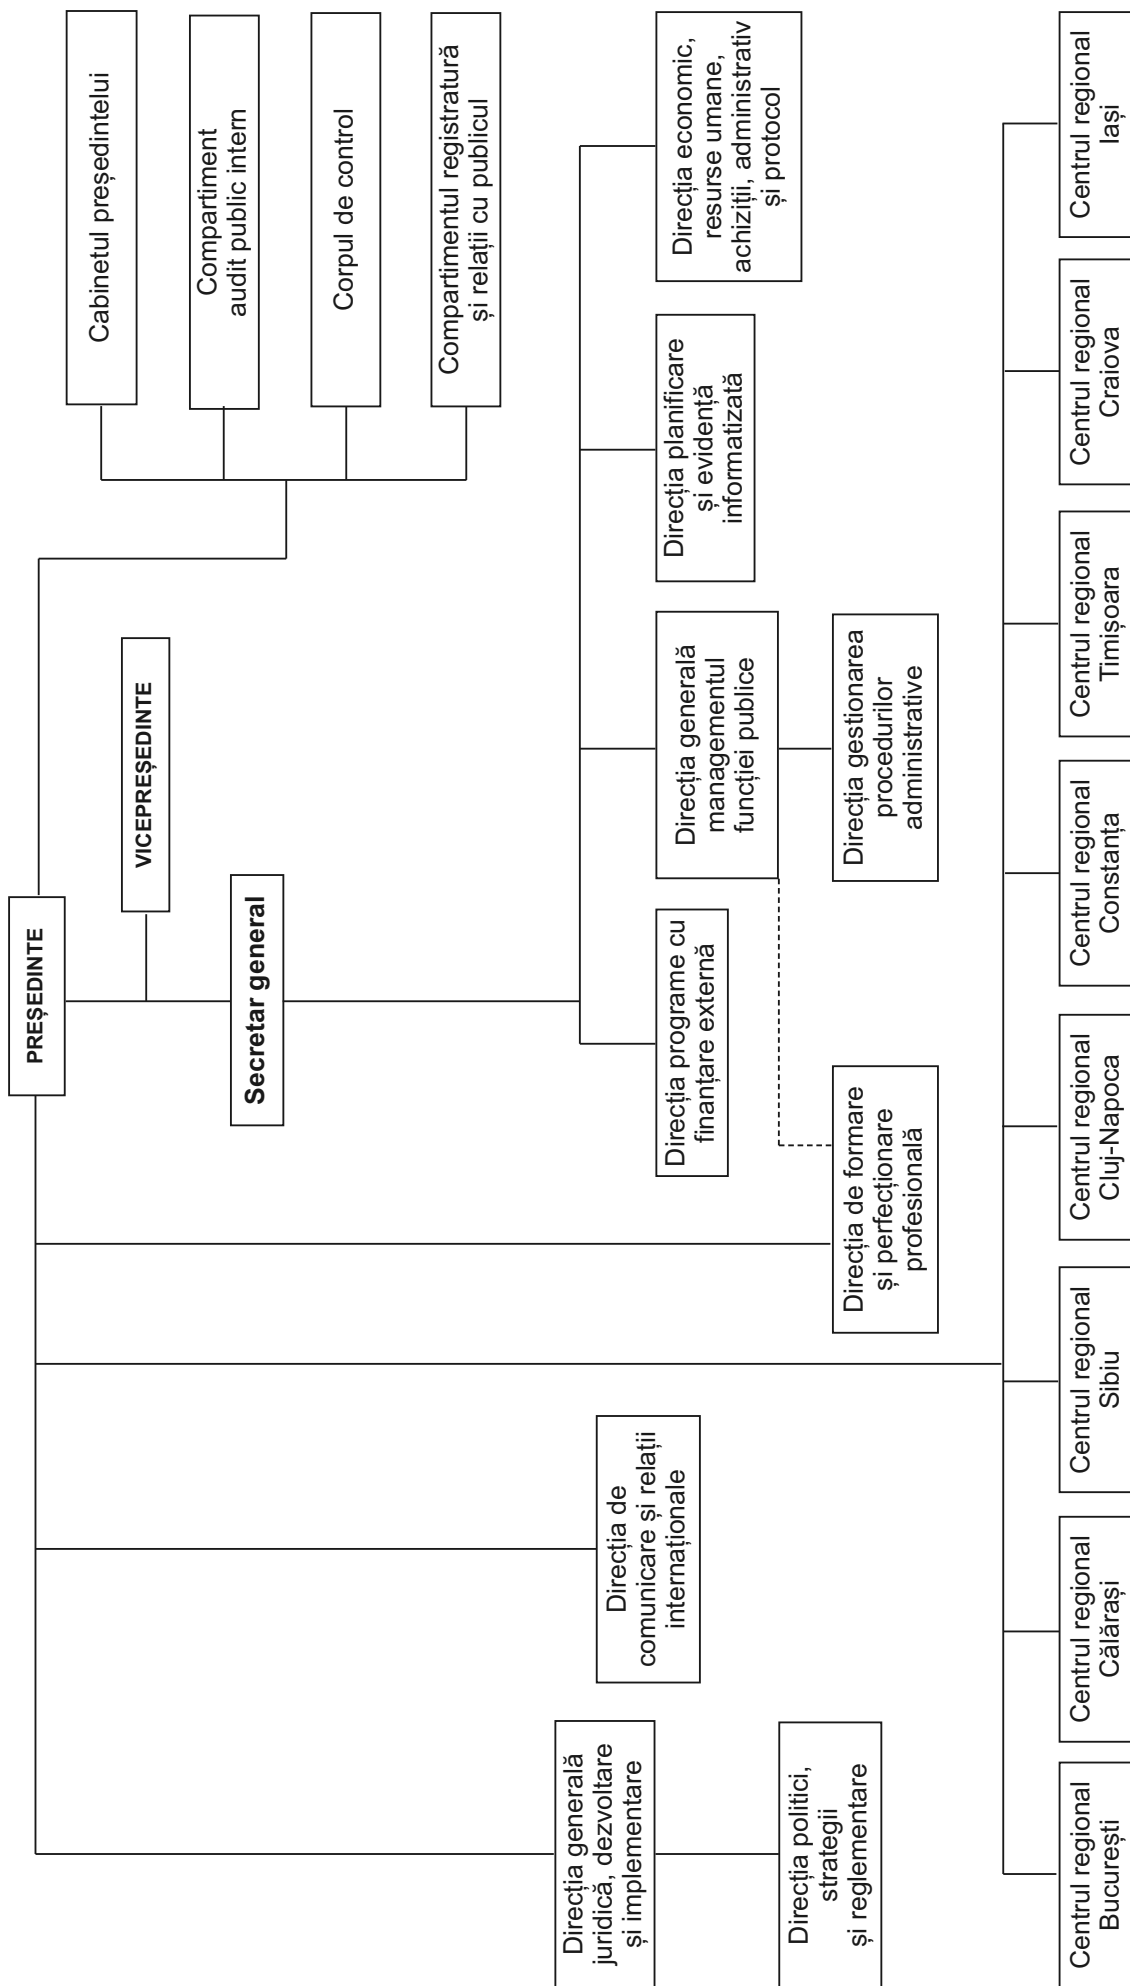 PREȘEDINTE
VICEPREȘEDINTE
Secretar general
Cabinetul președintelui
Compartiment
audit public intern
Corpul de control
Compartimentul registratură
și relații cu publicul
Direcția generală
juridică, dezvoltare
și implementare
Direcția politici,
strategii
și reglementare
Direcția de
comunicare și relații
internaționale
Direcția de formare
și perfecționare
profesională
Direcția programe cu
finanțare externă
Direcția generală
managementul
funcției publice
Direcția gestionarea
procedurilor
administrative
Direcția planificare
și evidență
informatizată
Direcția economic,
resurse umane,
achiziții, administrativ
și protocol
Centrul regional
București
Centrul regional
Călărași
Centrul regional
Sibiu
Centrul regional
Cluj-Napoca
Centrul regional
Constanța
Centrul regional
Timișoara
Centrul regional
Craiova
Centrul regional
Iași